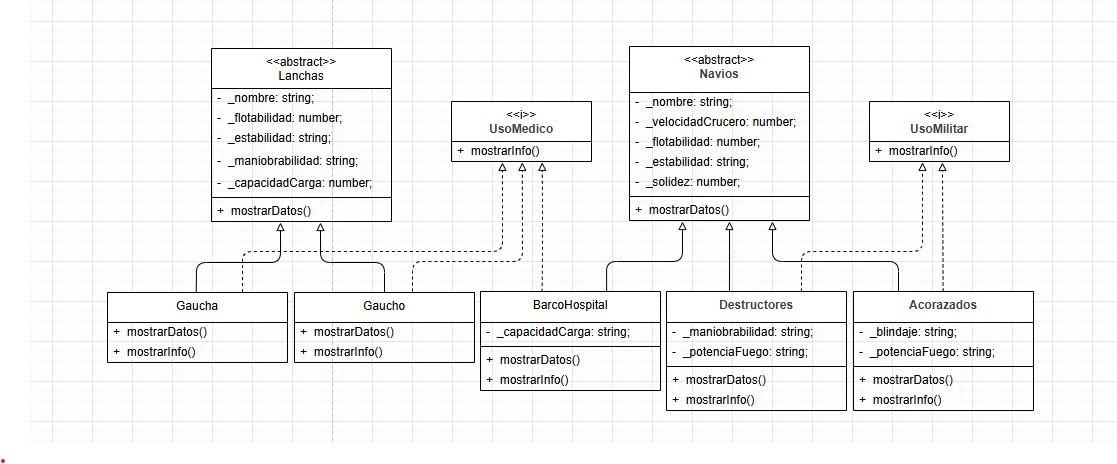 <<abstract>>
Lanchas
- _nombre: string;
- _flotabilidad: number;
- _estabilidad: string;
- _maniobrabilidad: string;
- _capacidadCarga: number;
+ mostrarDatos()
<<i>>
UsoMedico
+ mostrarInfo()
<<abstract>>
Navios
- _nombre: string;
- _velocidadCrucero: number;
- _flotabilidad: number;
- _estabilidad: string;
- _solidez: number;
+ mostrarDatos()
<<i>>
UsoMilitar
+ mostrarInfo()
Gaucha
+ mostrarDatos()
+ mostrarInfo()
Gaucho
+ mostrarDatos()
+ mostrarInfo()
BarcoHospital
- _capacidadCarga: string;
+ mostrarDatos()
+ mostrarInfo()
Destructores
- _maniobrabilidad: string;
- _potenciaFuego: string;
+ mostrarDatos()
+ mostrarInfo()
Acorazados
- _blindaje: string;
- _potenciaFuego: string;
+ mostrarDatos()
+ mostrarInfo()